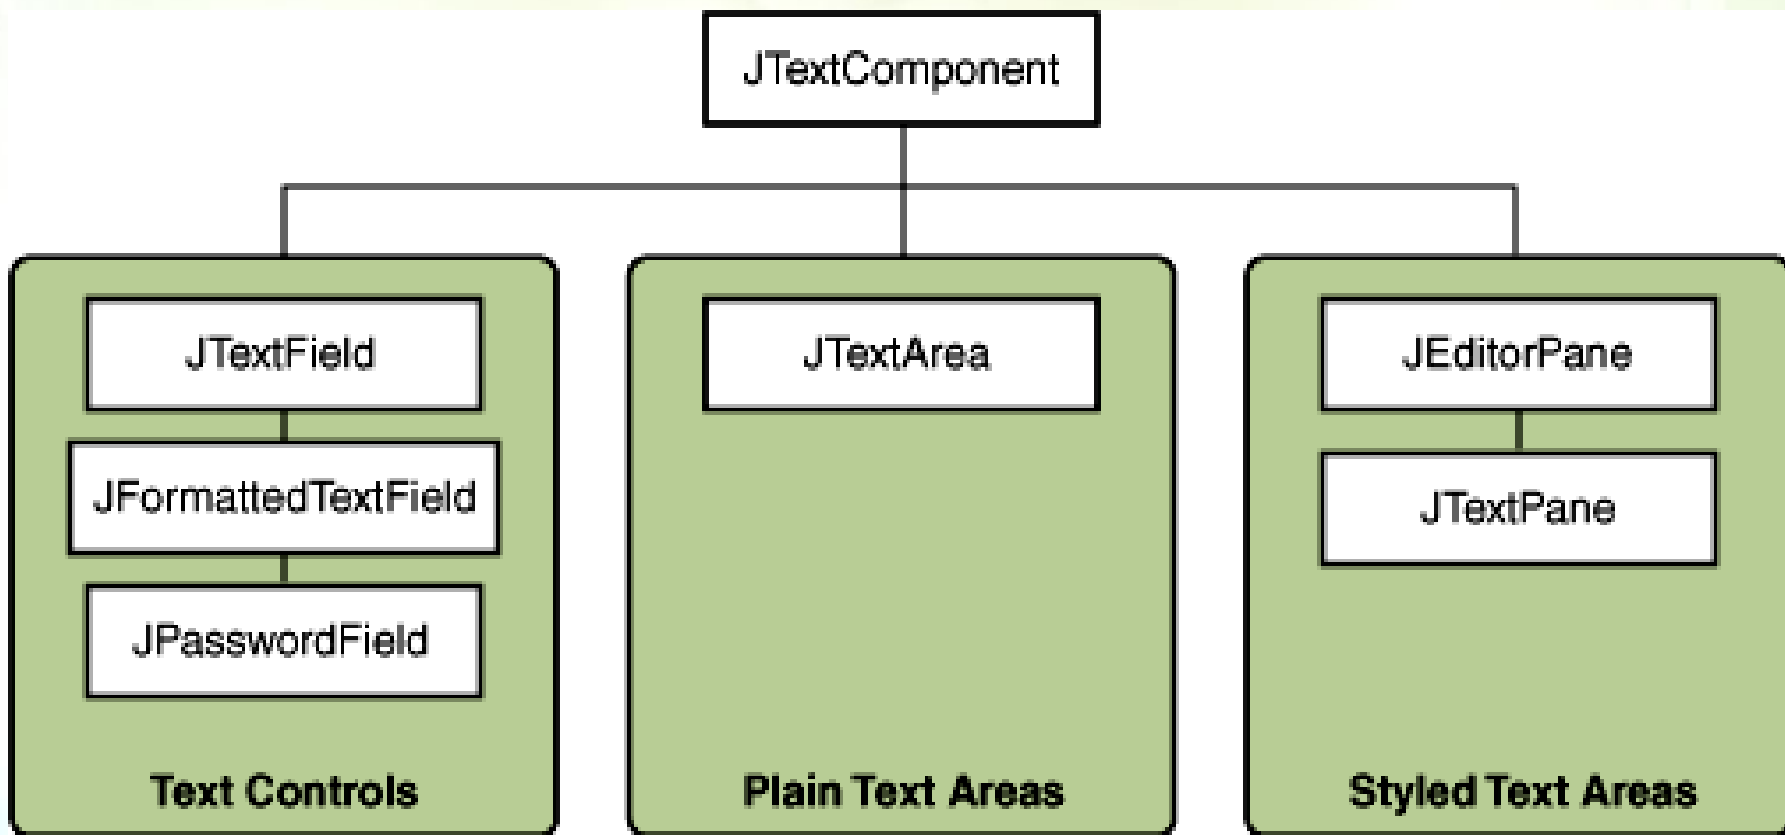 JTextComponent
JTextField
JFormattedTextField
JPasswordField
Text Controls
JTextArea
Plain Text Areas
JEditorPane
JTextPane
Styled Text Areas